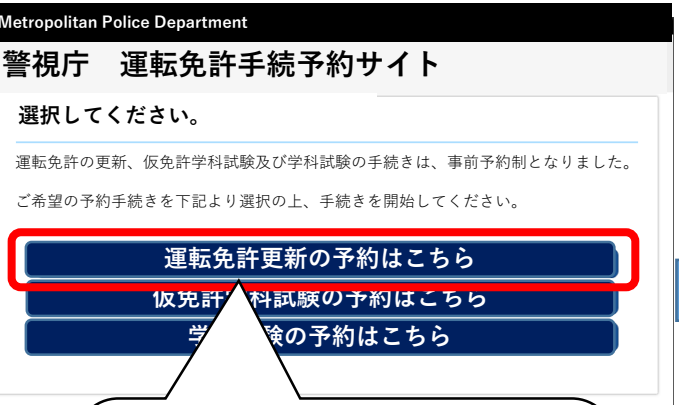 Metropolitan Police Department
警視庁　運転免許手続予約サイト
選択してください。
運転免許の更新、仮免許学科試験及び学科試験の手続きは、事前予約制となりました。
ご希望の予約手続きを下記より選択の上、手続きを開始してください。
運転免許更新の予約はこちら
仮免許 科試験の予約はこちら
学 験の予約はこちら